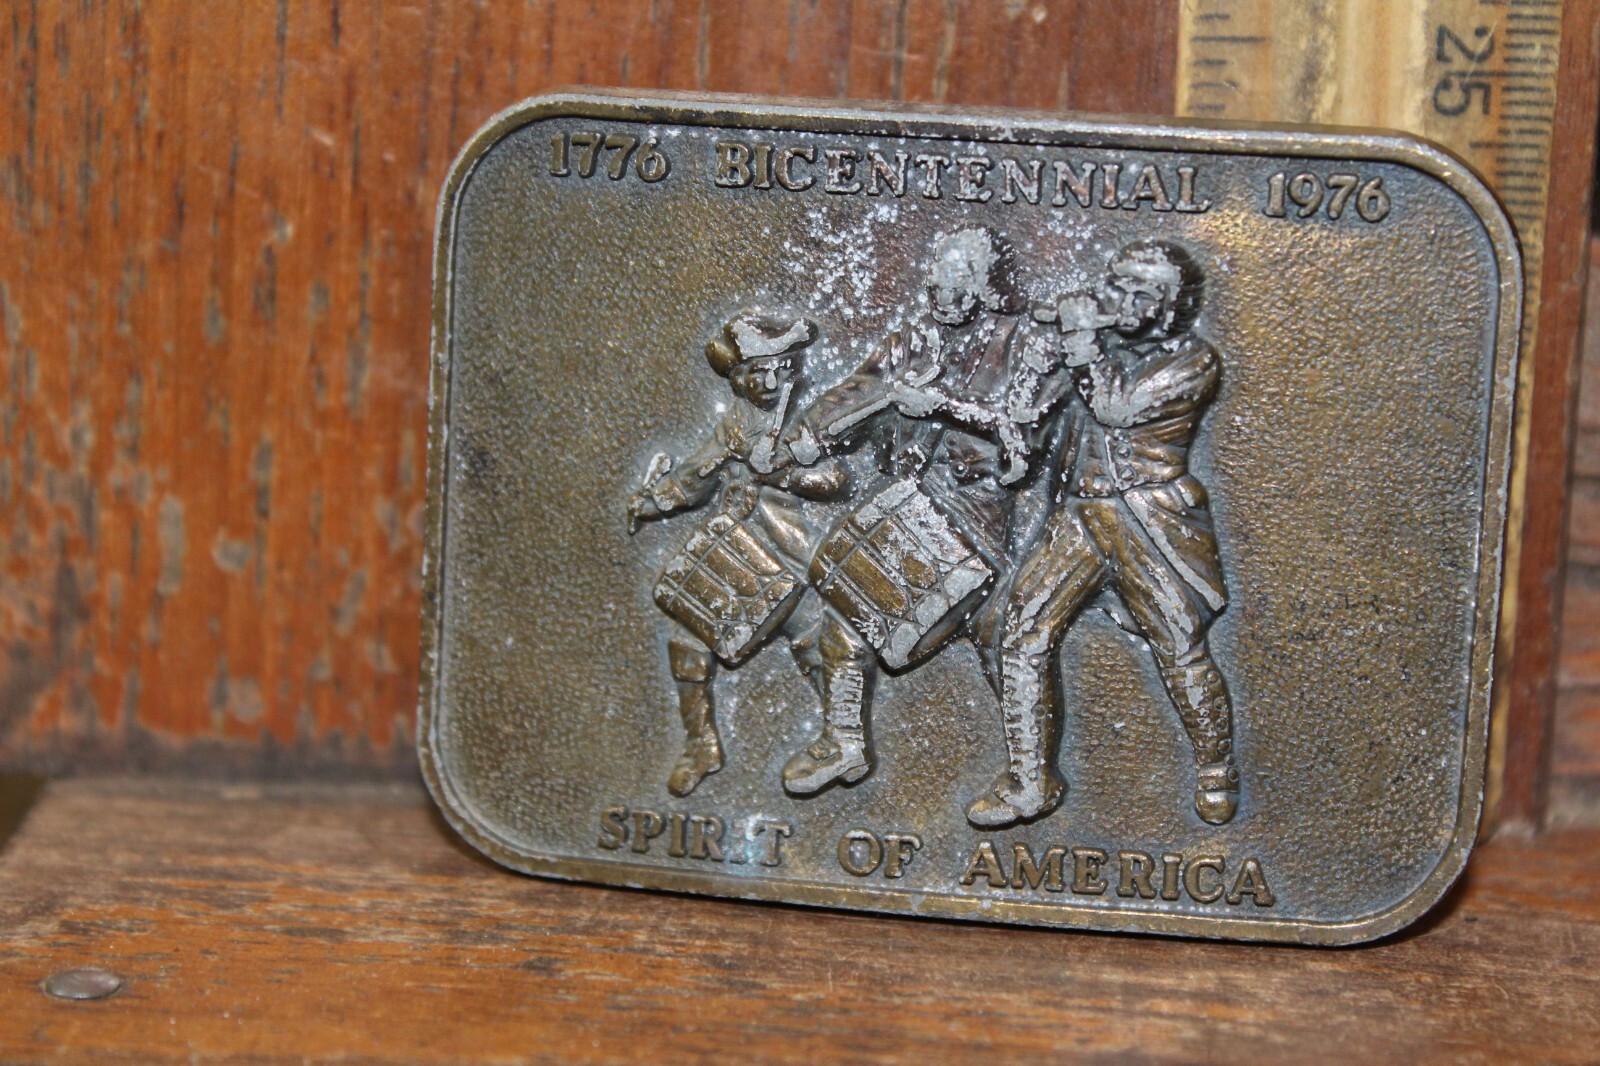 1776 BICENTENNIAL 1976
SPIRIT OF AMERICA
25